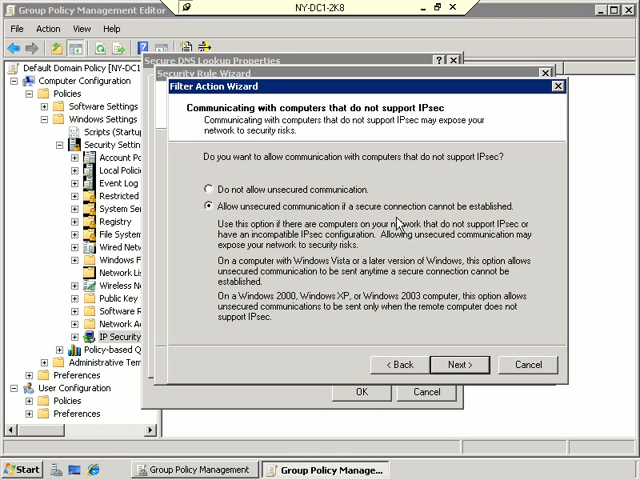 Group Policy Management Editor
NY-DC1-2K8
File Action View Help
Default Domain Policy [NY-DC1
Computer Configuration
Policies
Software Settings
Windows Settings
Scripts (Startu
Security Settin
Account Po
Local Policie
Event Log
Restricted
System Ser
Registry
File System
Wired Netw
Windows F
Network Lis
Wireless N
Public Key
Software R
Network A
IP Security
Policy-based Q
Administrative Tem
Preferences
User Configuration
Policies
Preferences
Secure DNS Lookup Properties
Security Rule Wizard
Filter Action Wizard
Communicating with computers that do not support IPsec
Communicating with computers that do not support IPsec may expose your
network to security risks.
Do you want to allow communication with computers that do not support IPsec?
Do not allow unsecured communication.
Allow unsecured communication if a secure connection cannot be established.
Use this option if there are computers on your network that do not support IPsec or
have an incompatible IPsec configuration. Allowing unsecured communication may
expose your network to security risks.
On a computer with Windows Vista or a later version of Windows, this option allows
unsecured communication to be sent anytime a secure connection cannot be
established.
On a Windows 2000, Windows XP, or Windows 2003 computer, this option allows
unsecured communications to be sent only when the remote computer does not
support IPsec.
< Back Next > Cancel
OK Cancel
Start Group Policy Management Group Policy Manage...